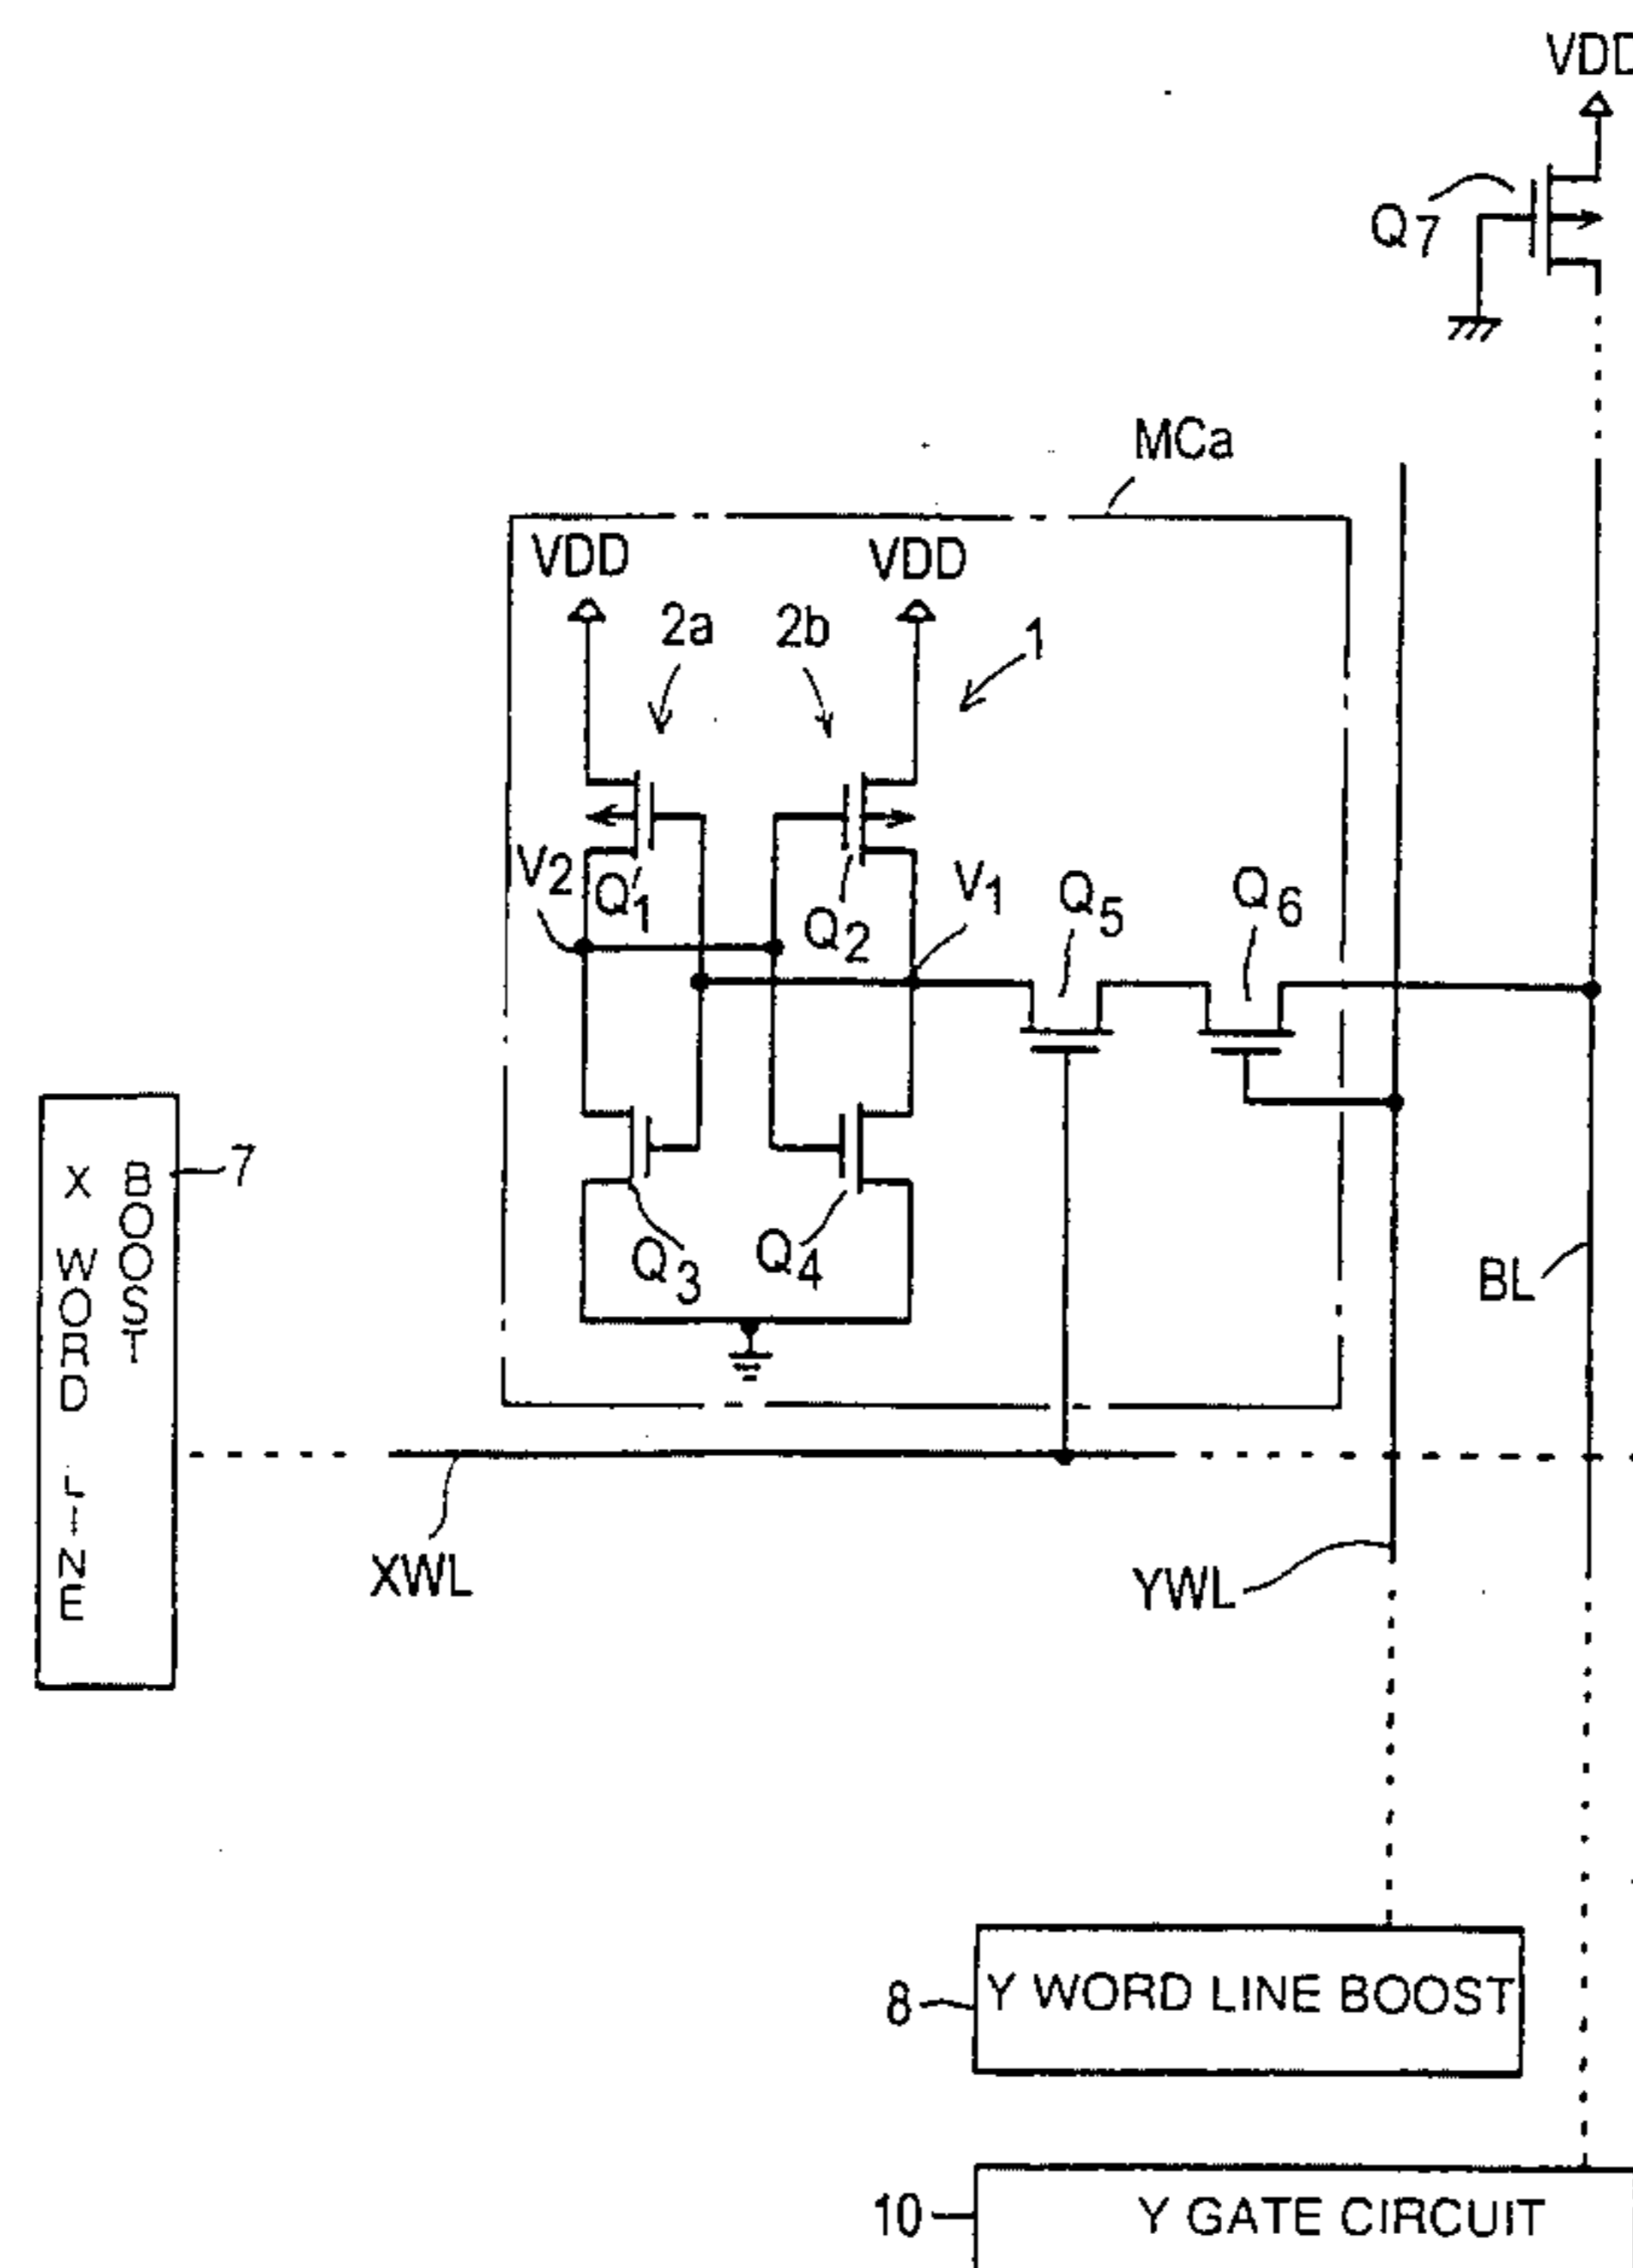 VDD
Q7
MCa
VDD VDD
2a 2b 1
V2 Q1 Q2 V1 Q5 Q6
7
X WORD LINE
BOOST
Q3 Q4
BL
XWL
YWL
8 Y WORD LINE BOOST
10 Y GATE CIRCUIT